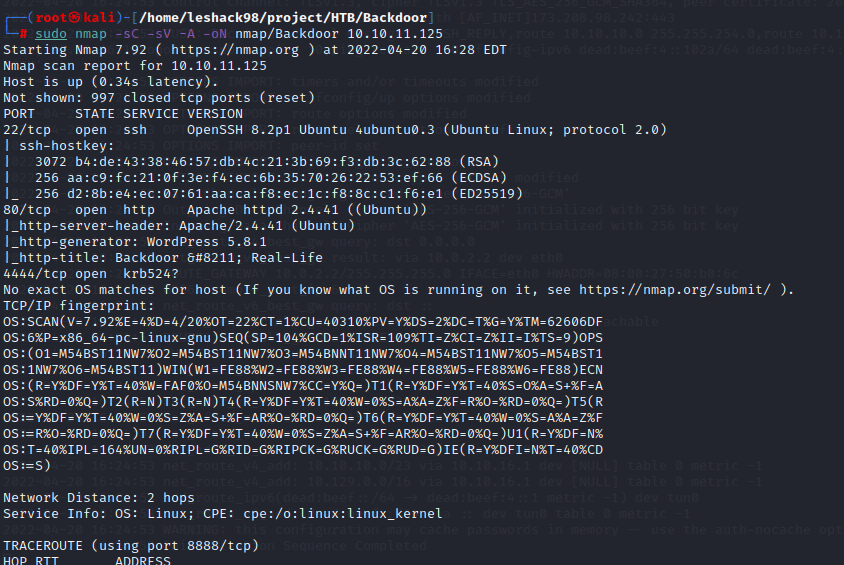 ┌──(root㉿kali)-[/home/leshack98/project/HTB/Backdoor]
└─# sudo nmap -sC -sV -A -oN nmap/Backdoor 10.10.11.125
Starting Nmap 7.92 ( https://nmap.org ) at 2022-04-20 16:28 EDT
Nmap scan report for 10.10.11.125
Host is up (0.34s latency).
Not shown: 997 closed tcp ports (reset)
PORT     STATE SERVICE VERSION
22/tcp   open  ssh     OpenSSH 8.2p1 Ubuntu 4ubuntu0.3 (Ubuntu Linux; protocol 2.0)
| ssh-hostkey:
|   3072 b4:de:43:38:46:57:db:4c:21:3b:69:f3:db:3c:62:88 (RSA)
|   256 aa:c9:fc:21:0f:3e:f4:ec:6b:35:70:26:22:53:ef:66 (ECDSA)
|_  256 d2:8b:e4:ec:07:61:aa:ca:f8:ec:1c:f8:8c:c1:f6:e1 (ED25519)
80/tcp   open  http    Apache httpd 2.4.41 ((Ubuntu))
|_http-server-header: Apache/2.4.41 (Ubuntu)
|_http-generator: WordPress 5.8.1
|_http-title: Backdoor &#8211; Real-Life
4444/tcp open  krb524?
No exact OS matches for host (If you know what OS is running on it, see https://nmap.org/submit/ ).
TCP/IP fingerprint:
OS:SCAN(V=7.92%E=4%D=4/20%OT=22%CT=1%CU=40310%PV=Y%DS=2%DC=T%G=Y%TM=62606DF
OS:6%P=x86_64-pc-linux-gnu)SEQ(SP=104%GCD=1%ISR=109%TI=Z%CI=Z%II=I%TS=9)OPS
OS:(O1=M54BST11NW7%O2=M54BST11NW7%O3=M54BNNT11NW7%O4=M54BST11NW7%O5=M54BST1
OS:1NW7%O6=M54BST11)WIN(W1=FE88%W2=FE88%W3=FE88%W4=FE88%W5=FE88%W6=FE88)ECN
OS:(R=Y%DF=Y%T=40%W=FAF0%O=M54BNNSNW7%CC=Y%Q=)T1(R=Y%DF=Y%T=40%S=O%A=S+%F=A
OS:S%RD=0%Q=)T2(R=N)T3(R=N)T4(R=Y%DF=Y%T=40%W=0%S=A%A=Z%F=R%O=%RD=0%Q=)T5(R
OS:=Y%DF=Y%T=40%W=0%S=Z%A=S+%F=AR%O=%RD=0%Q=)T6(R=Y%DF=Y%T=40%W=0%S=A%A=Z%F
OS:=R%O=%RD=0%Q=)T7(R=Y%DF=Y%T=40%W=0%S=Z%A=S+%F=AR%O=%RD=0%Q=)U1(R=Y%DF=N%
OS:T=40%IPL=164%UN=0%RIPL=G%RID=G%RIPCK=G%RUCK=G%RUD=G)IE(R=Y%DFI=N%T=40%CD
OS:=S)
Network Distance: 2 hops
Service Info: OS: Linux; CPE: cpe:/o:linux:linux_kernel
TRACEROUTE (using port 8888/tcp)
HOP RTT       ADDRESS